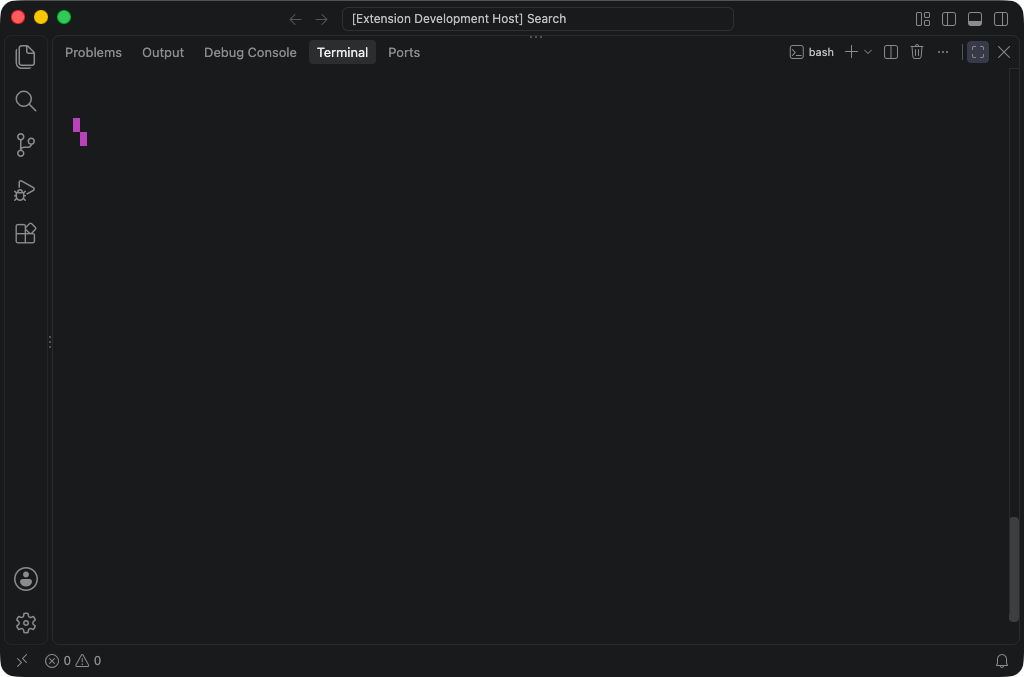 [Extension Development Host] Search
Problems Output Debug Console Terminal Ports bash
0 0